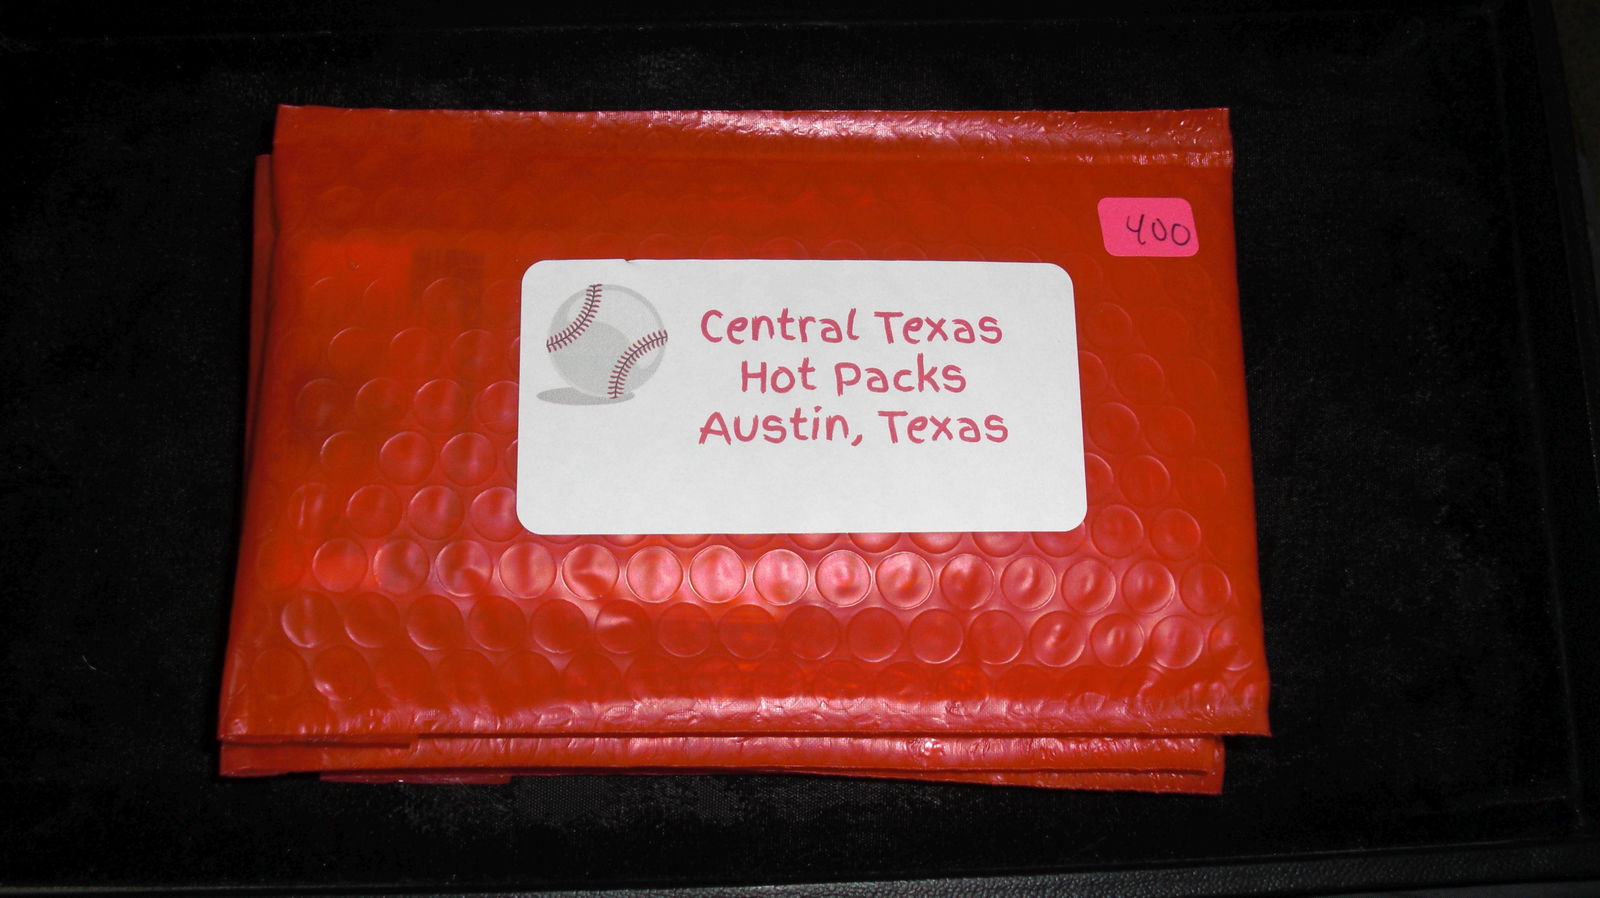 400
Central Texas
Hot Packs
Austin, Texas